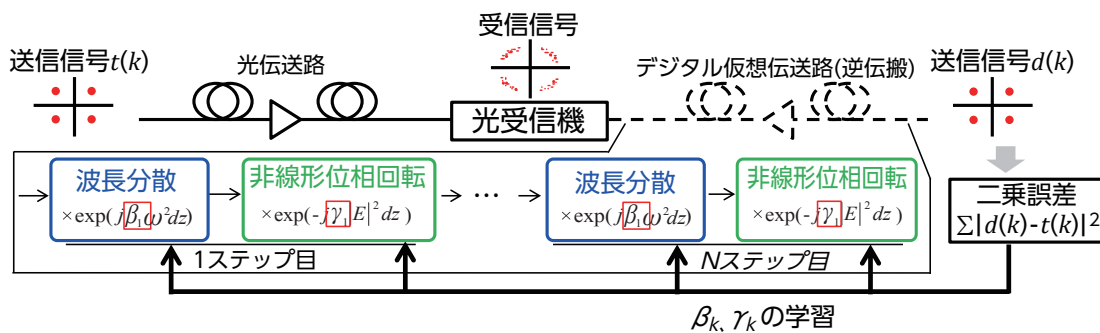 送信信号t(k)
光伝送路
受信信号
光受信機
デジタル仮想伝送路(逆伝搬)
送信信号d(k)
波長分散
×exp(jβ₁ω²dz)
非線形位相回転
×exp(-jγ₁E|²dz)
…
波長分散
×exp(jβ₁ω²dz)
非線形位相回転
×exp(-jγ₁E|²dz)
二乗誤差
Σ|d(k)-t(k)|²
1ステップ目
Nステップ目
βₖ, γₖの学習